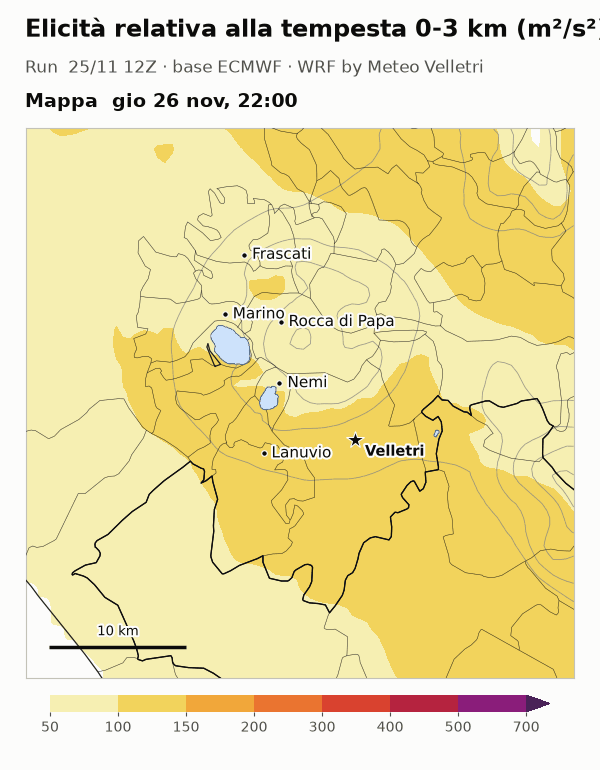 Elicità relativa alla tempesta 0-3 km (m²/s²)
Run  25/11 12Z · base ECMWF · WRF by Meteo Velletri
Mappa  gio 26 nov, 22:00
Frascati
Marino
Rocca di Papa
Nemi
Velletri
Lanuvio
10 km
50 100 150 200 300 400 500 700